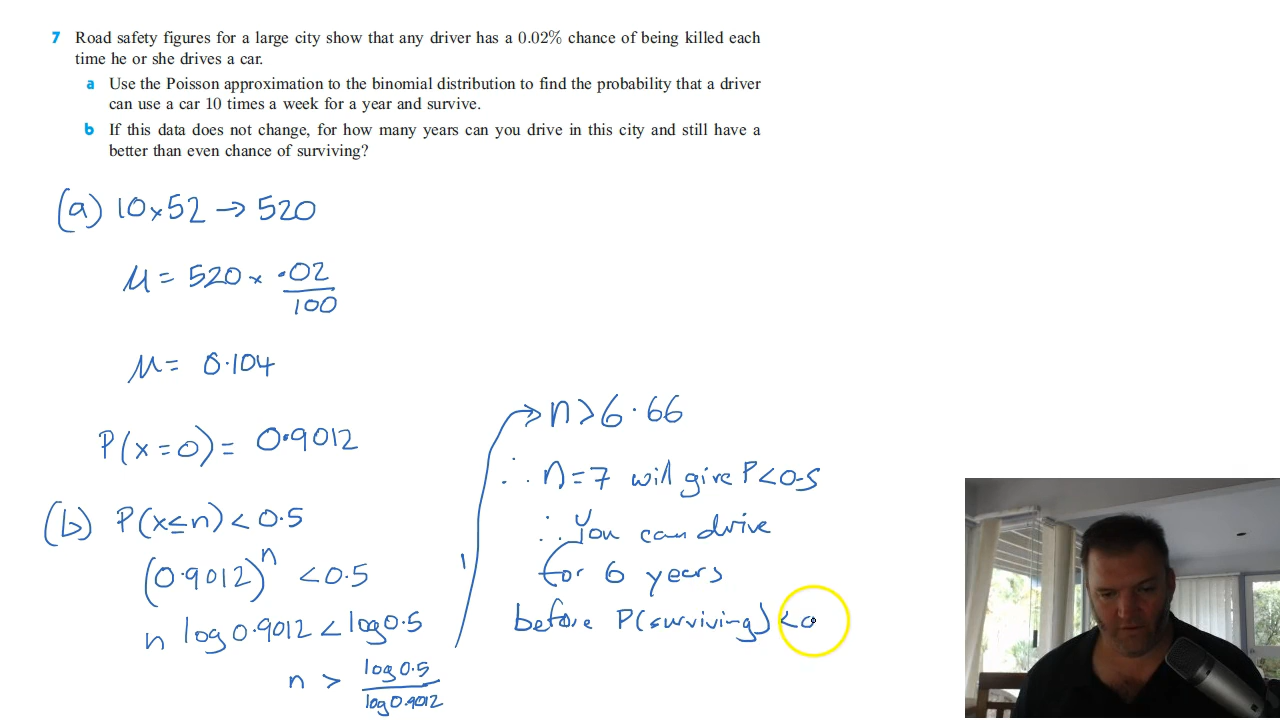 7 Road safety figures for a large city show that any driver has a 0.02% chance of being killed each
time he or she drives a car.
a Use the Poisson approximation to the binomial distribution to find the probability that a driver
can use a car 10 times a week for a year and survive.
b If this data does not change, for how many years can you drive in this city and still have a
better than even chance of surviving?
(a) 10×52 → 520
μ = 520 × .02/100
μ = 0.104
P(x=0) = 0.9012
(b) P(x≤n) < 0.5
(0.9012)^n < 0.5
n log 0.9012 < log 0.5
n > log 0.5/log 0.9012
→ n > 6.66
∴ n=7 will give P<0.5
∴ You can drive
for 6 years
before P(surviving) <0